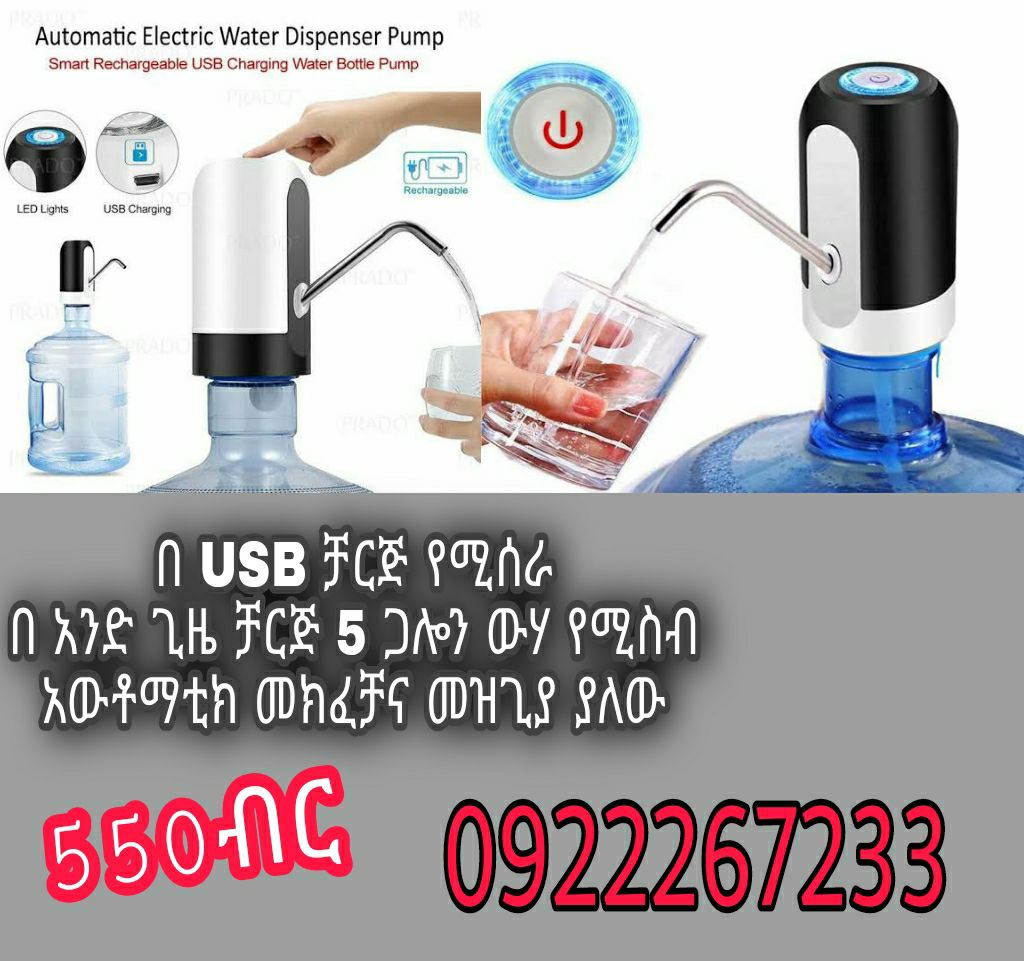 Automatic Electric Water Dispenser Pump
Smart Rechargeable USB Charging Water Bottle Pump
LED Lights
USB Charging
Rechargeable
PRADO
በ USB ቻርጅ የሚሰራ
በ አንድ ጊዜ ቻርጅ 5 ጋሎን ውሃ የሚስብ
አውቶማቲክ መክፈቻና መዝጊያ ያለው
550ብር
0922267233